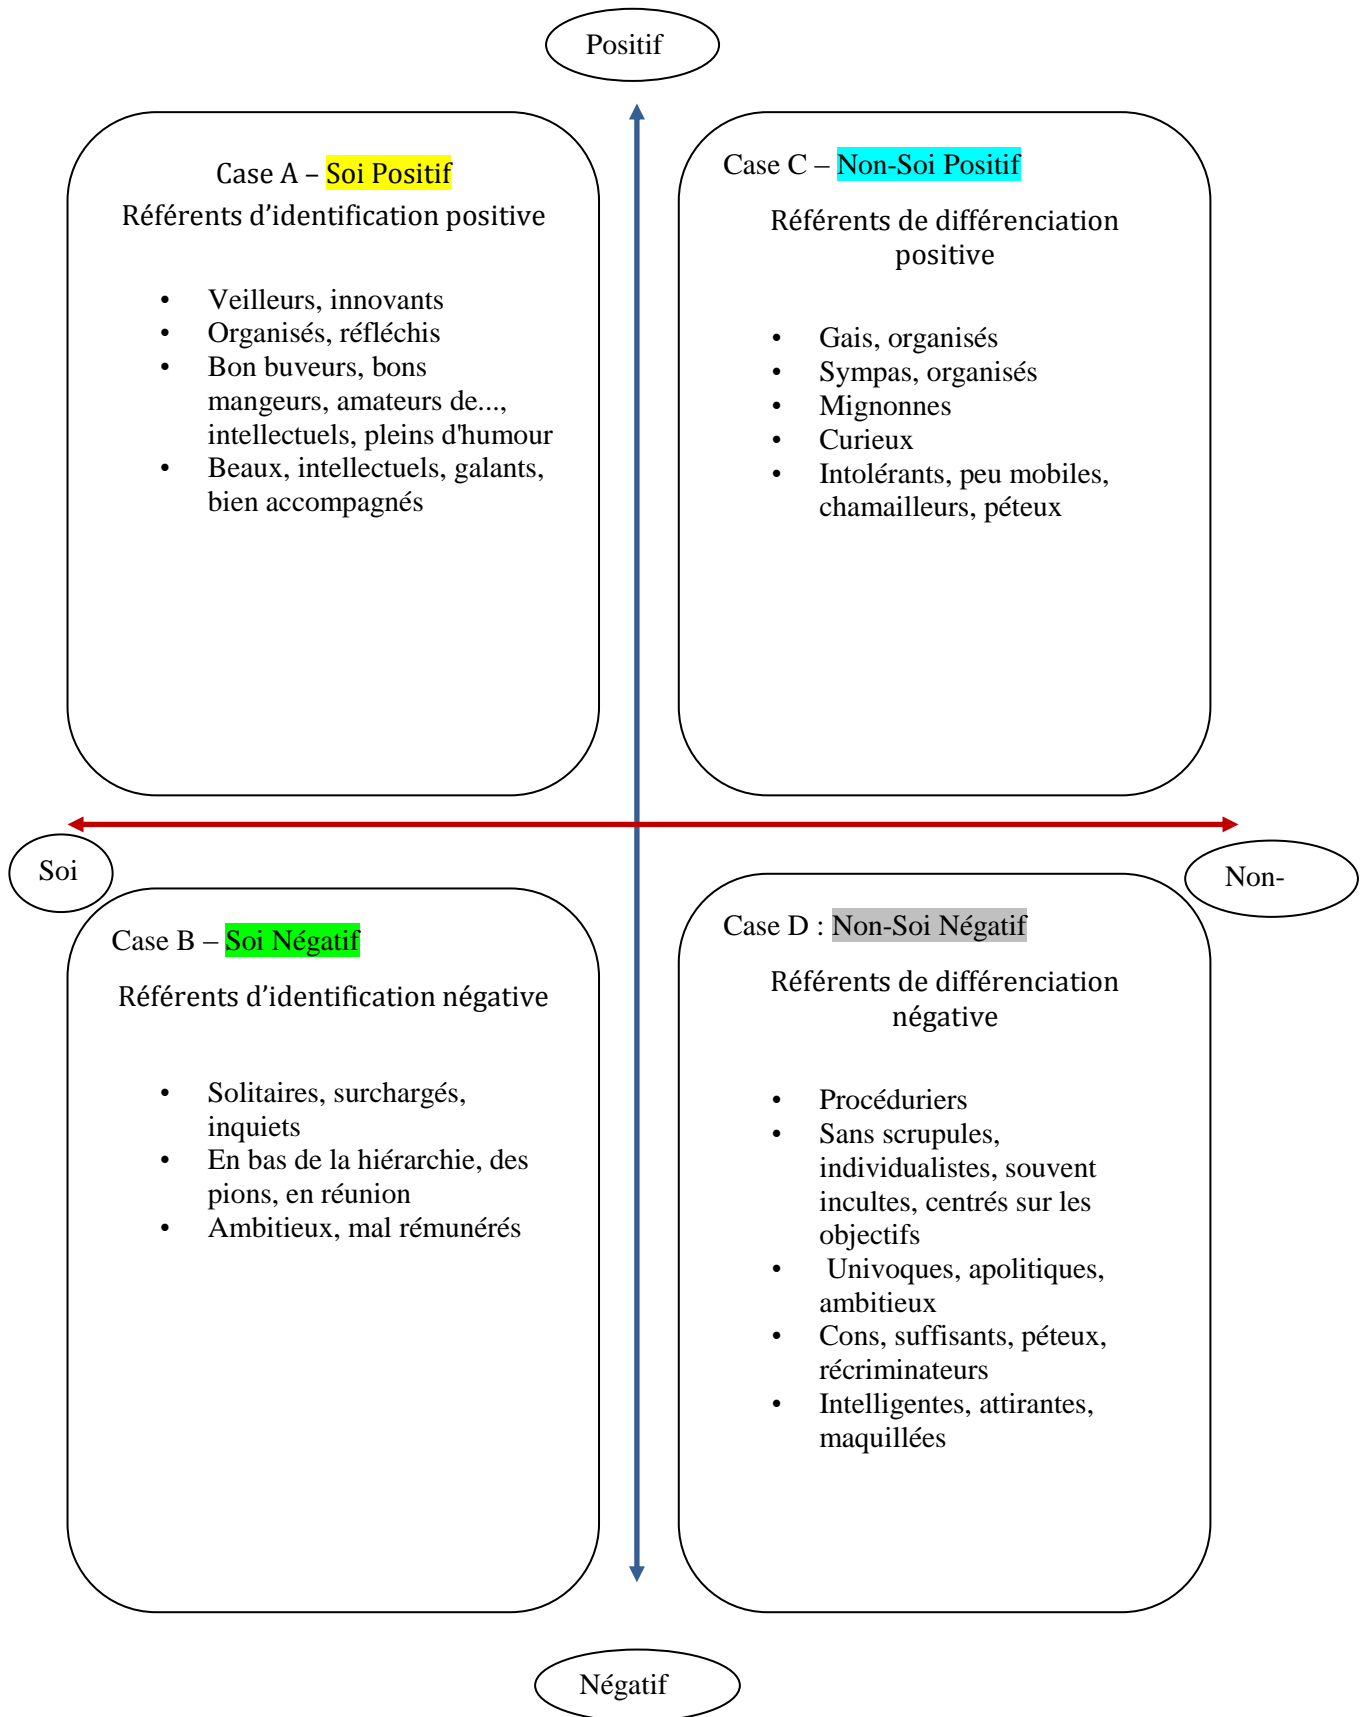 Positif
Case A – Soi Positif
Référents d’identification positive
• Veilleurs, innovants
• Organisés, réfléchis
• Bon buveurs, bons
mangeurs, amateurs de...,
intellectuels, pleins d'humour
• Beaux, intellectuels, galants,
bien accompagnés
Case C – Non-Soi Positif
Référents de différenciation
positive
• Gais, organisés
• Sympas, organisés
• Mignonnes
• Curieux
• Intolérants, peu mobiles,
chamailleurs, péteux
Soi
Non-
Case B – Soi Négatif
Référents d’identification négative
• Solitaires, surchargés,
inquiets
• En bas de la hiérarchie, des
pions, en réunion
• Ambitieux, mal rémunérés
Case D : Non-Soi Négatif
Référents de différenciation
négative
• Procéduriers
• Sans scrupules,
individualistes, souvent
incultes, centrés sur les
objectifs
• Univoques, apolitiques,
ambitieux
• Cons, suffisants, péteux,
récriminateurs
• Intelligentes, attirantes,
maquillées
Négatif